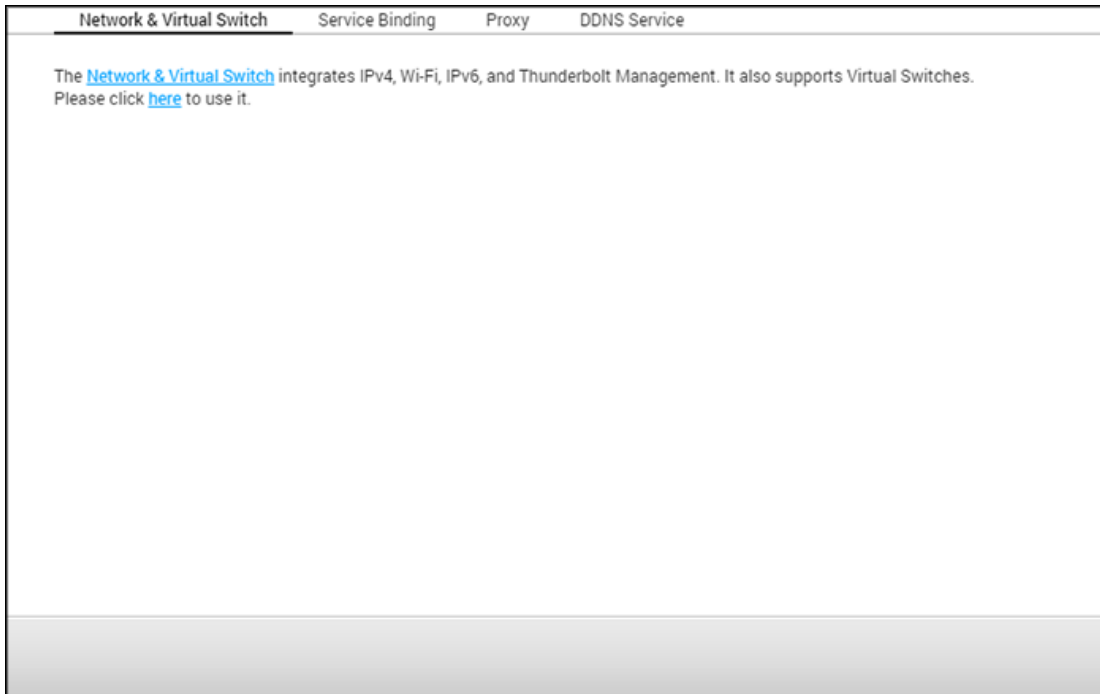 Network & Virtual Switch Service Binding Proxy DDNS Service
The Network & Virtual Switch integrates IPv4, Wi-Fi, IPv6, and Thunderbolt Management. It also supports Virtual Switches.
Please click here to use it.